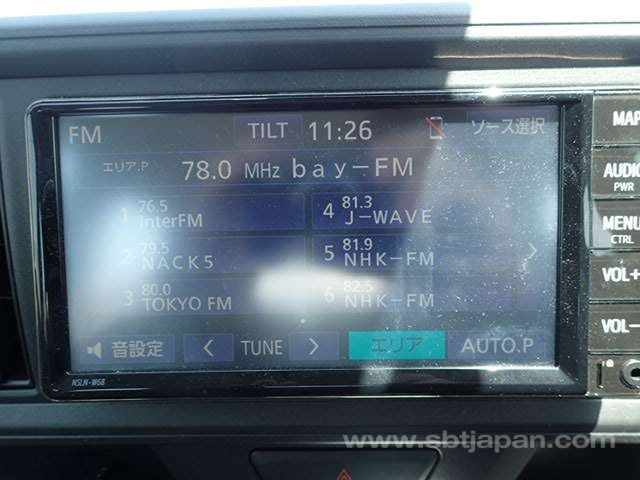 FM TILT 11:26 ソース選択
エリア.P 78.0 MHz bay-FM
1 76.5 InterFM
4 81.3 J-WAVE
2 79.5 NACK5
5 81.9 NHK-FM
3 80.0 TOKYO FM
6 82.5 NHK-FM
音設定 < TUNE > エリア AUTO.P
NSLN-W68
MAP
AUDIO
PWR
MENU
CTRL
VOL+
VOL-
www.sbtjapan.com